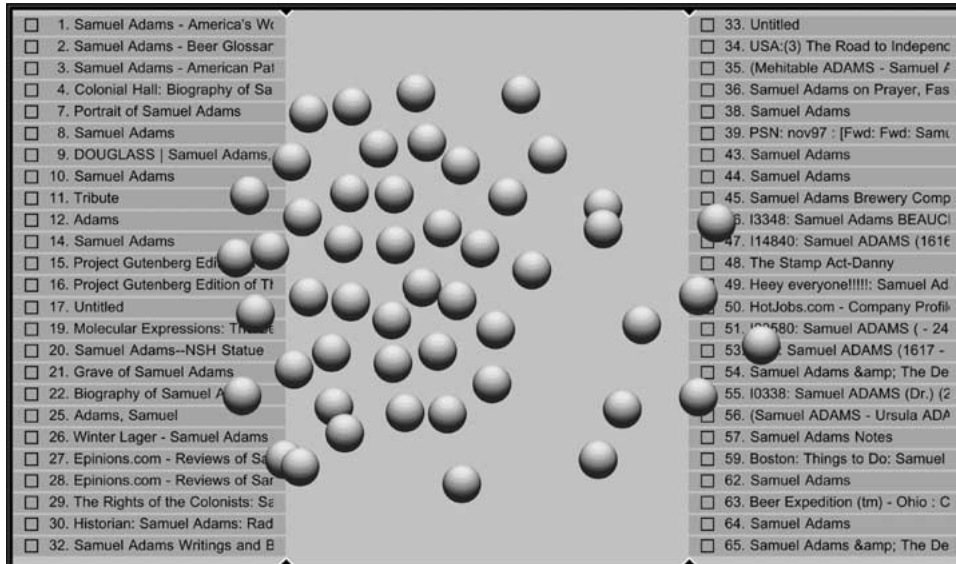 1. Samuel Adams - America's Wo
2. Samuel Adams - Beer Glossar
3. Samuel Adams - American Pat
4. Colonial Hall: Biography of Sa
7. Portrait of Samuel Adams
8. Samuel Adams
9. DOUGLASS | Samuel Adams,
10. Samuel Adams
11. Tribute
12. Adams
14. Samuel Adams
15. Project Gutenberg Edi
16. Project Gutenberg Edition of Th
17. Untitled
19. Molecular Expressions:
20. Samuel Adams--NSH Statue
21. Grave of Samuel Adams
22. Biography of Samuel A
25. Adams, Samuel
26. Winter Lager - Samuel Adams
27. Epinions.com - Reviews of Sa
28. Epinions.com - Reviews of Sa
29. The Rights of the Colonists: Sa
30. Historian: Samuel Adams: Rad
32. Samuel Adams Writings and B
33. Untitled
34. USA:(3) The Road to Independ
35. (Mehitable ADAMS - Samuel A
36. Samuel Adams on Prayer, Fas
38. Samuel Adams
39. PSN: nov97 : [Fwd: Fwd: Samu
43. Samuel Adams
44. Samuel Adams
45. Samuel Adams Brewery Comp
6. I3348: Samuel Adams BEAUC
47. I14840: Samuel ADAMS (1616
48. The Stamp Act-Danny
49. Heey everyone!!!!!: Samuel Ad
50. HotJobs.com - Company Profil
51. 580: Samuel ADAMS ( - 24
53. : Samuel ADAMS (1617 -
54. Samuel Adams &amp; The De
55. I0338: Samuel ADAMS (Dr.) (2
56. (Samuel ADAMS - Ursula ADA
57. Samuel Adams Notes
59. Boston: Things to Do: Samuel
62. Samuel Adams
63. Beer Expedition (tm) - Ohio : C
64. Samuel Adams
65. Samuel Adams &amp; The De